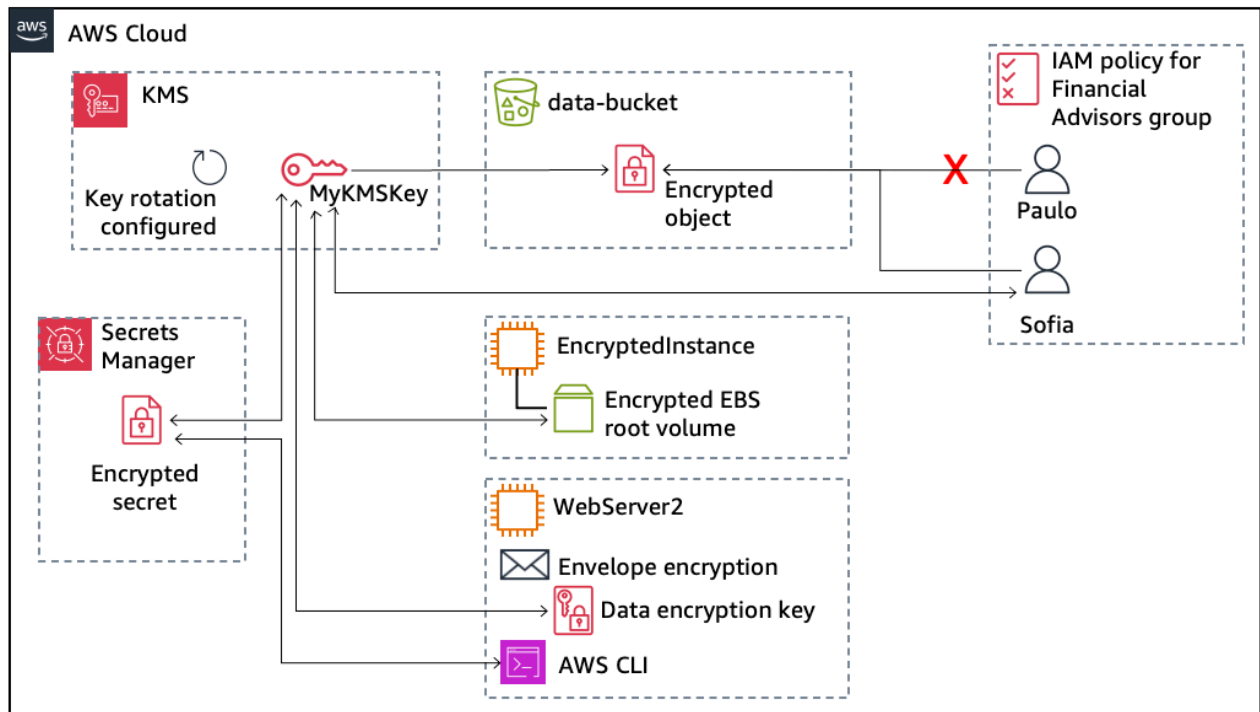 aws
AWS Cloud
KMS
Key rotation
configured
MyKMSKey
data-bucket
Encrypted
object
IAM policy for
Financial
Advisors group
X
Paulo
Sofia
Secrets
Manager
Encrypted
secret
EncryptedInstance
Encrypted EBS
root volume
WebServer2
Envelope encryption
Data encryption key
AWS CLI